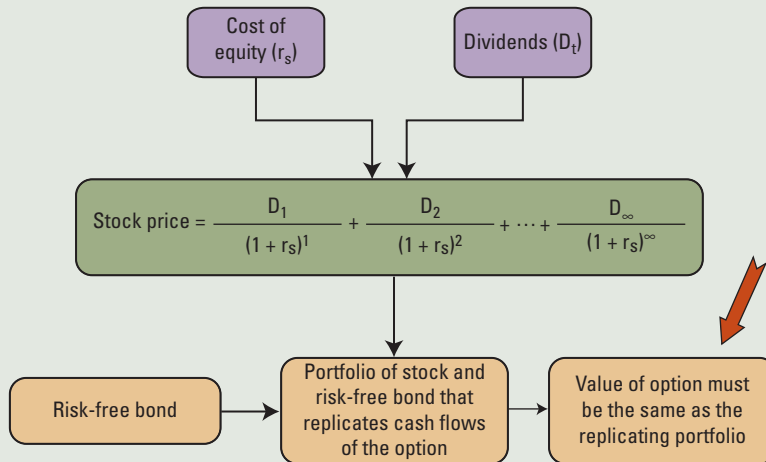 Cost of
equity (rₛ)
Dividends (Dₜ)
Stock price = D₁ / (1 + rₛ)¹ + D₂ / (1 + rₛ)² + ⋯ + D∞ / (1 + rₛ)^∞
Risk-free bond
Portfolio of stock and
risk-free bond that
replicates cash flows
of the option
Value of option must
be the same as the
replicating portfolio